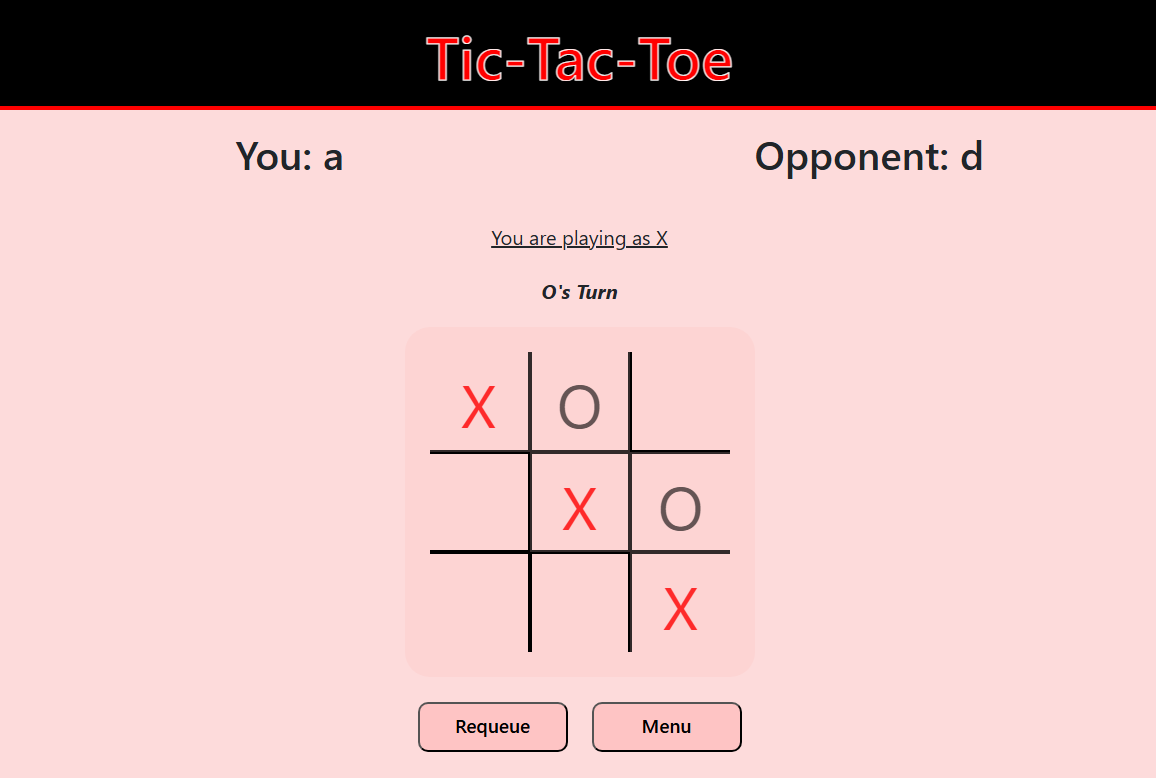 Tic-Tac-Toe
You: a
Opponent: d
You are playing as X
O's Turn
X O
X O
X
Requeue
Menu